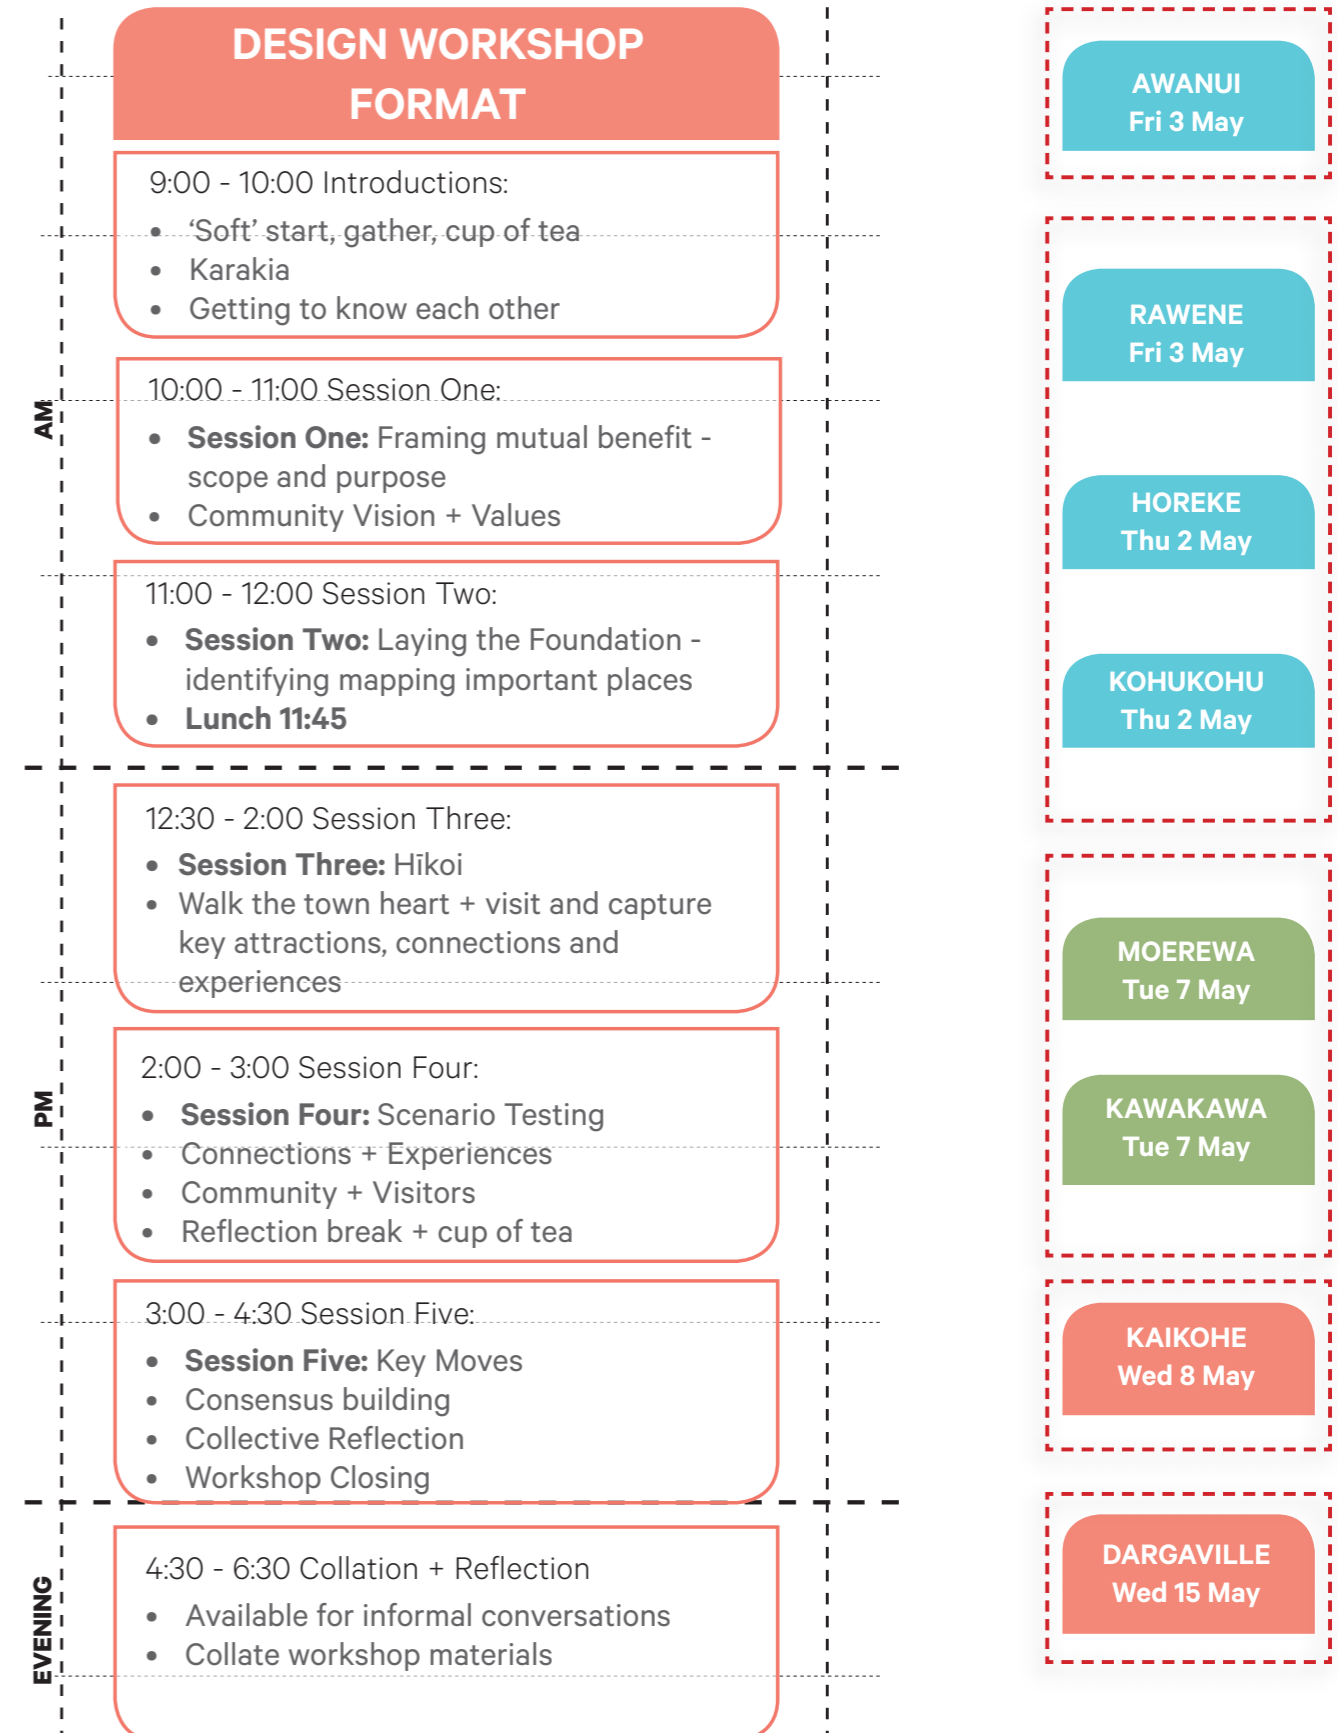 DESIGN WORKSHOP
FORMAT
AM
9:00 - 10:00 Introductions:
• ‘Soft’ start, gather, cup of tea
• Karakia
• Getting to know each other
10:00 - 11:00 Session One:
• Session One: Framing mutual benefit -
scope and purpose
• Community Vision + Values
11:00 - 12:00 Session Two:
• Session Two: Laying the Foundation -
identifying mapping important places
• Lunch 11:45
PM
12:30 - 2:00 Session Three:
• Session Three: Hīkoi
• Walk the town heart + visit and capture
key attractions, connections and
experiences
2:00 - 3:00 Session Four:
• Session Four: Scenario Testing
• Connections + Experiences
• Community + Visitors
• Reflection break + cup of tea
3:00 - 4:30 Session Five:
• Session Five: Key Moves
• Consensus building
• Collective Reflection
• Workshop Closing
EVENING
4:30 - 6:30 Collation + Reflection
• Available for informal conversations
• Collate workshop materials
AWANUI
Fri 3 May
RAWENE
Fri 3 May
HOREKE
Thu 2 May
KOHUKOHU
Thu 2 May
MOEREWA
Tue 7 May
KAWAKAWA
Tue 7 May
KAIKOHE
Wed 8 May
DARGAVILLE
Wed 15 May